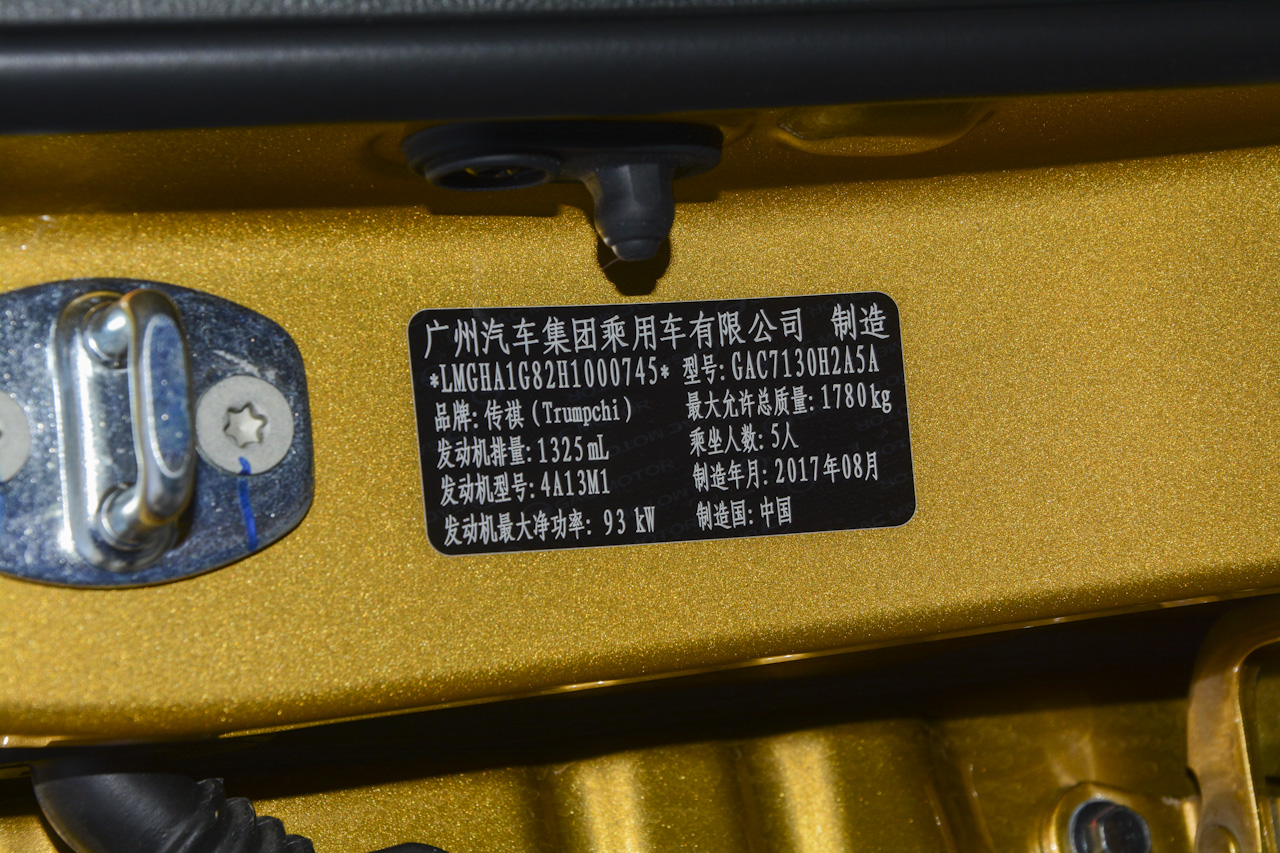 广州汽车集团乘用车有限公司 制造
*LMGHA1G82H1000745* 型号: GAC7130H2A5A
品牌: 传祺 (Trumpchi) 最大允许总质量: 1780kg
发动机排量: 1325mL 乘坐人数: 5人
发动机型号: 4A13M1 制造年月: 2017年08月
发动机最大净功率: 93 kW 制造国: 中国